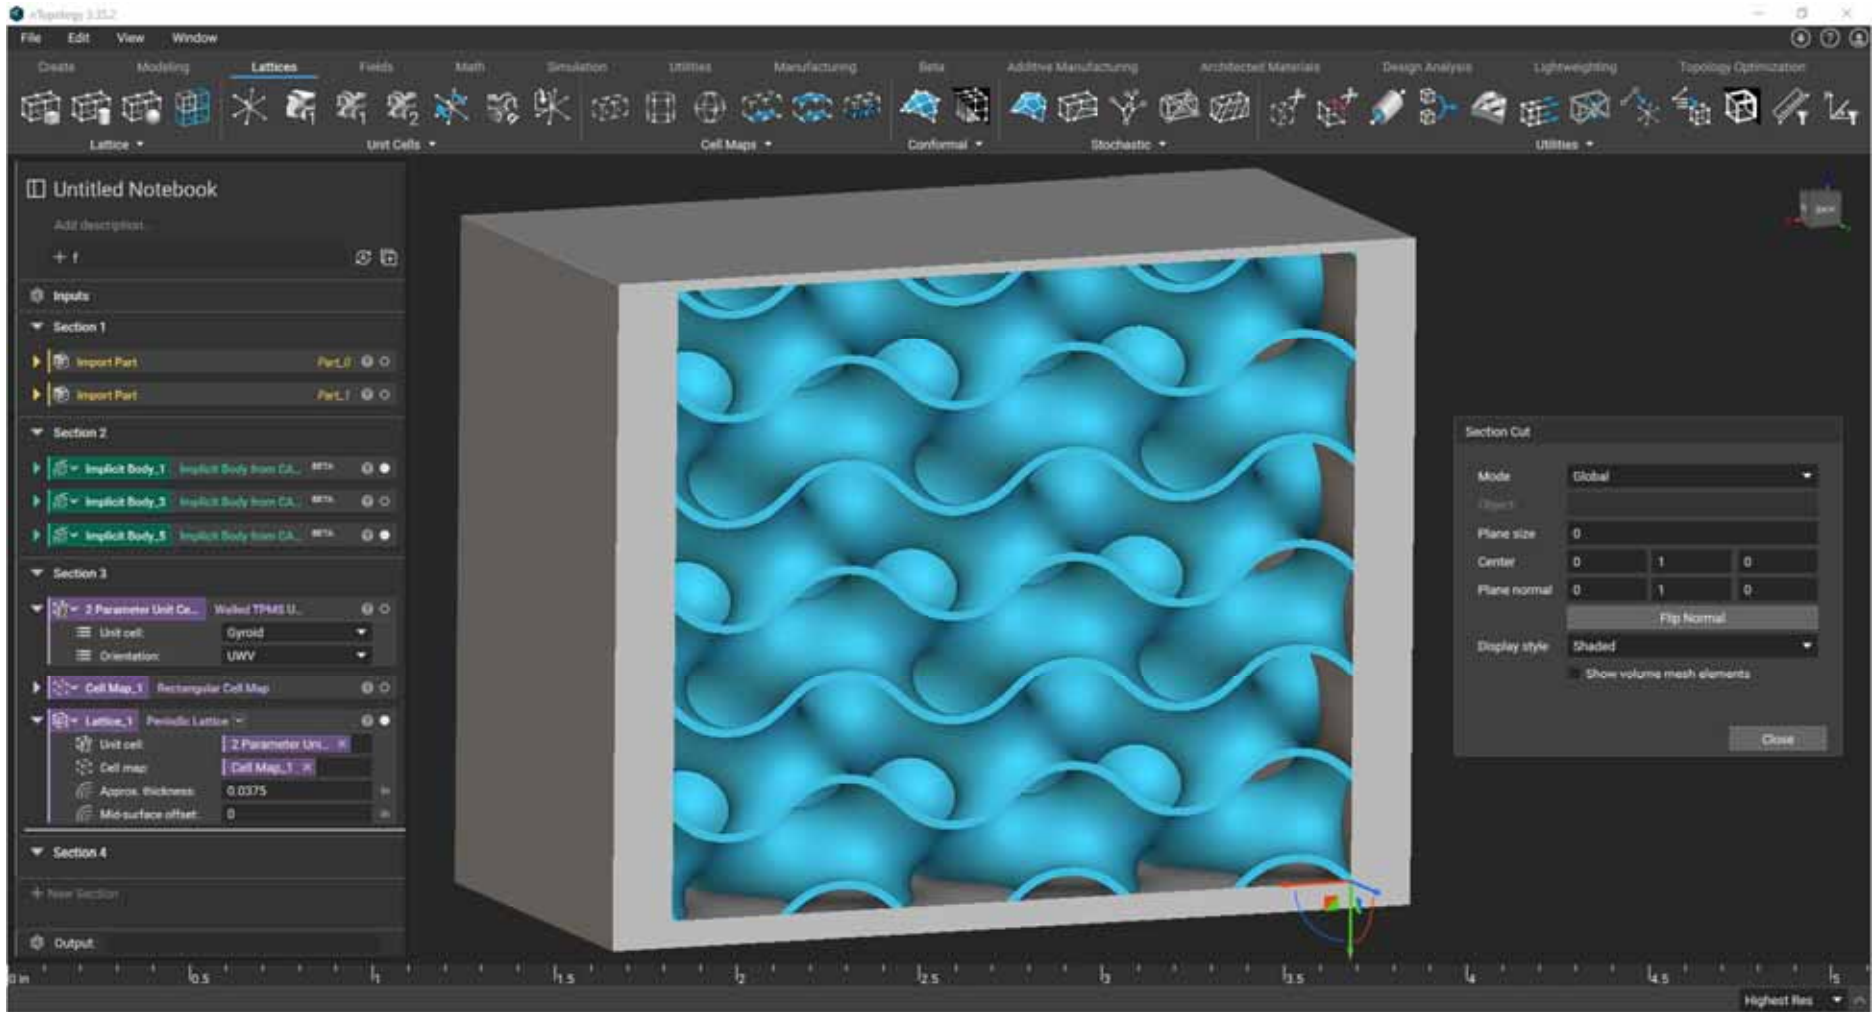 nTopology 3.35.2
File Edit View Window
Create Modeling Lattices Fields Math Simulation Utilities Manufacturing Beta Additive Manufacturing Architected Materials Design Analysis Lightweighting Topology Optimization
Lattice Unit Cells Cell Maps Conformal Stochastic Utilities
Untitled Notebook
Add description...
+ f
Inputs
Section 1
Import Part Part_0
Import Part Part_1
Section 2
Implicit Body_1 Implicit Body from CA... BETA
Implicit Body_3 Implicit Body from CA... BETA
Implicit Body_5 Implicit Body from CA... BETA
Section 3
2 Parameter Unit Ce... Walled TPMS U...
Unit cell: Gyroid
Orientation: UWV
Cell Map_1 Rectangular Cell Map
Lattice_1 Periodic Lattice
Unit cell: 2 Parameter Uni...
Cell map: Cell Map_1
Approx. thickness: 0.0375 in
Mid-surface offset: 0 in
Section 4
+ New Section
Output
Section Cut
Mode Global
Object
Plane size 0
Center 0 1 0
Plane normal 0 1 0
Flip Normal
Display style Shaded
Show volume mesh elements
Close
0 in 0.5 1 1.5 2 2.5 3 3.5 4 4.5 5
Highest Res